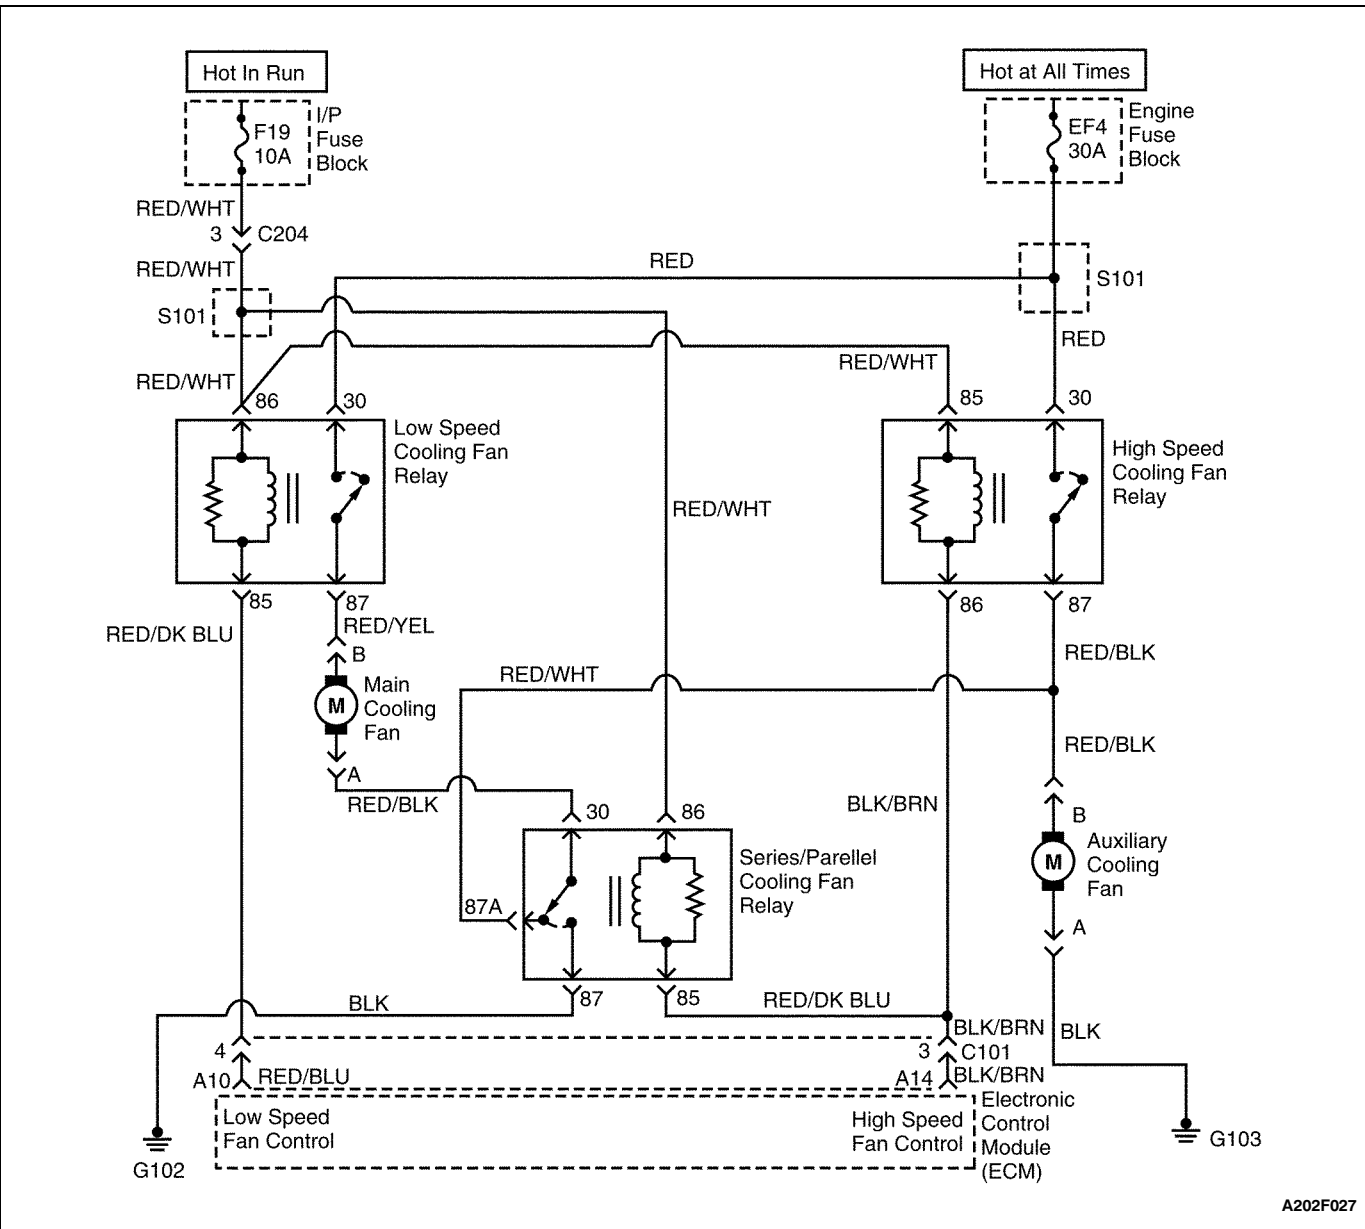 Hot In Run
Hot at All Times
F19
10A
I/P
Fuse
Block
EF4
30A
Engine
Fuse
Block
RED/WHT
3
C204
RED/WHT
RED
S101
S101
RED
RED/WHT
RED/WHT
86
30
85
30
Low Speed
Cooling Fan
Relay
High Speed
Cooling Fan
Relay
RED/WHT
85
87
86
87
RED/DK BLU
RED/YEL
B
RED/BLK
RED/WHT
M
Main
Cooling
Fan
RED/BLK
A
RED/BLK
BLK/BRN
30
86
B
M
Auxiliary
Cooling
Fan
Series/Parellel
Cooling Fan
Relay
87A
A
87
85
BLK
RED/DK BLU
BLK/BRN
BLK
4
3
C101
A10
RED/BLU
A14
BLK/BRN
Low Speed
Fan Control
High Speed
Fan Control
Electronic
Control
Module
(ECM)
G102
G103
A202F027